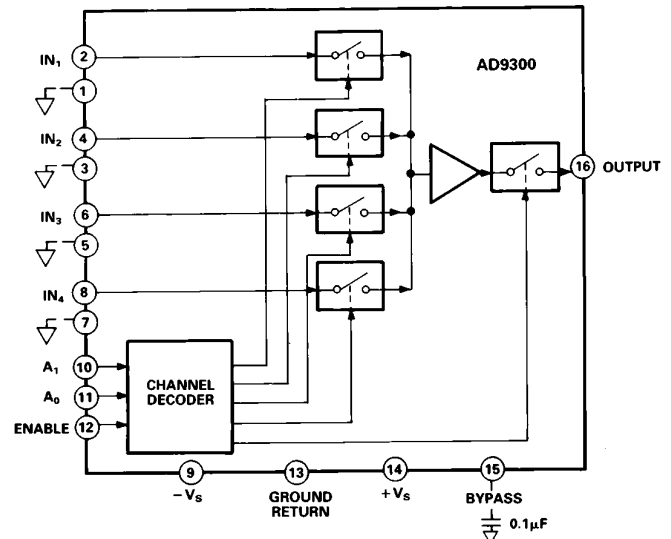 AD9300
IN₁ 2
1
IN₂ 4
3
IN₃ 6
5
IN₄ 8
7
A₁ 10
A₀ 11
ENABLE 12
CHANNEL
DECODER
16 OUTPUT
9
−Vₛ
13
GROUND
RETURN
14
+Vₛ
15
BYPASS
0.1µF